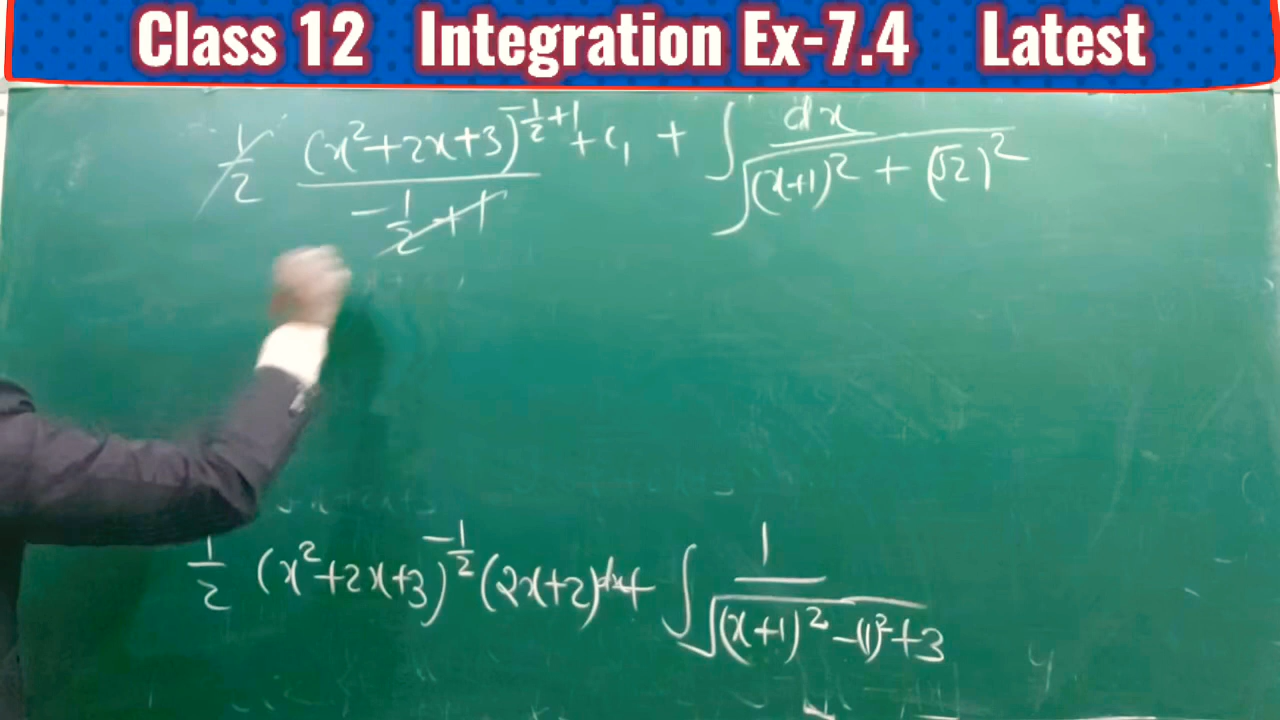 Class 12 Integration Ex-7.4 Latest
1/2 (x²+2x+3)^(-1/2+1) / (-1/2+1) + C₁ + ∫ dx / √((x+1)² + (√2)²)
1/2 (x²+2x+3)^(-1/2) (2x+2)dx + ∫ 1 / √((x+1)² -(1)²+3)